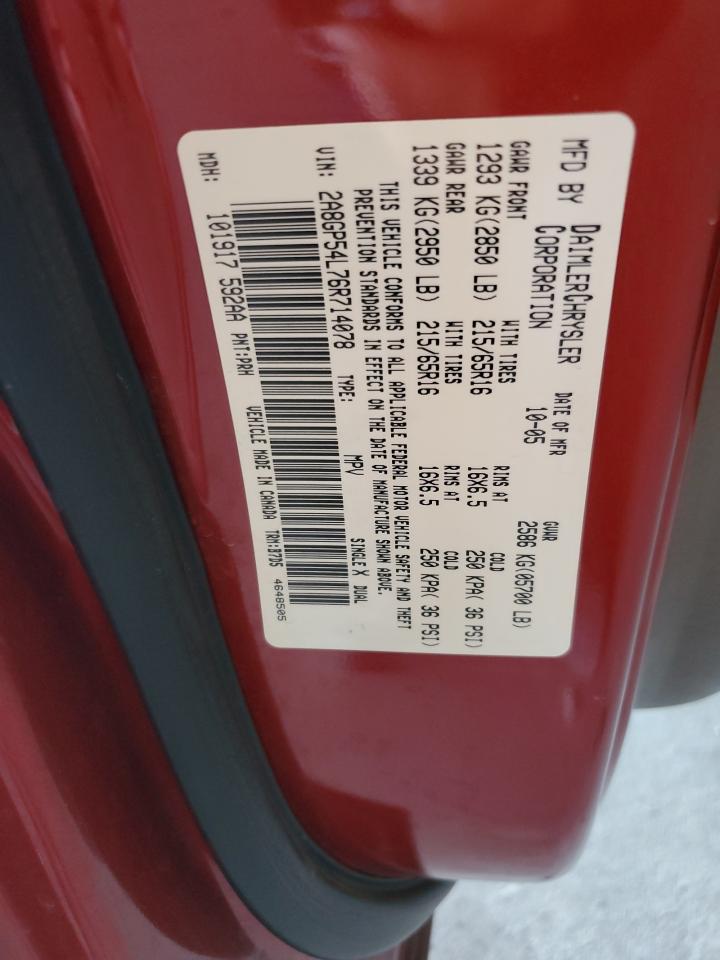 MFD BY DAIMLERCHRYSLER CORPORATION
DATE OF MFR
10-05
GVWR
2586 KG(05700 LB)
GAWR FRONT WITH TIRES RIMS AT COLD
1293 KG(2850 LB) 215/65R16 16X6.5 250 KPA( 36 PSI)
GAWR REAR WITH TIRES RIMS AT COLD
1339 KG(2950 LB) 215/65R16 16X6.5 250 KPA( 36 PSI)
THIS VEHICLE CONFORMS TO ALL APPLICABLE FEDERAL MOTOR VEHICLE SAFETY AND THEFT
PREVENTION STANDARDS IN EFFECT ON THE DATE OF MANUFACTURE SHOWN ABOVE.
VIN: 2A8GP54L76R714078 TYPE: MPV SINGLE X DUAL
MDH: 101917 592AA PNT:PRH VEHICLE MADE IN CANADA TRM:B7D5 4648505